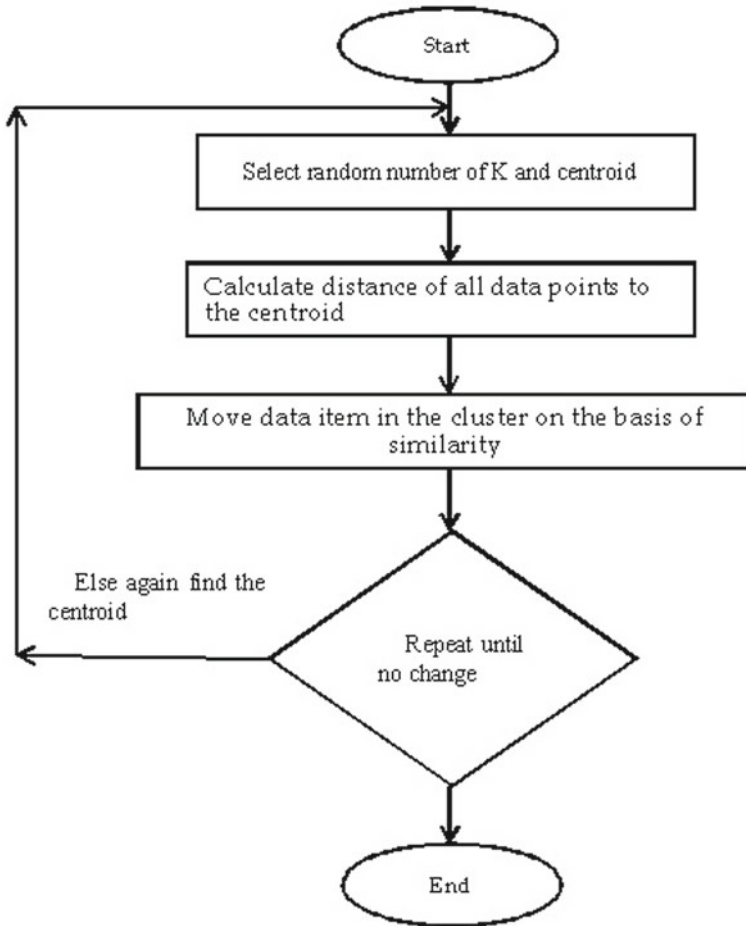 Start
Select random number of K and centroid
Calculate distance of all data points to
the centroid
Move data item in the cluster on the basis of
similarity
Else again find the
centroid
Repeat until
no change
End